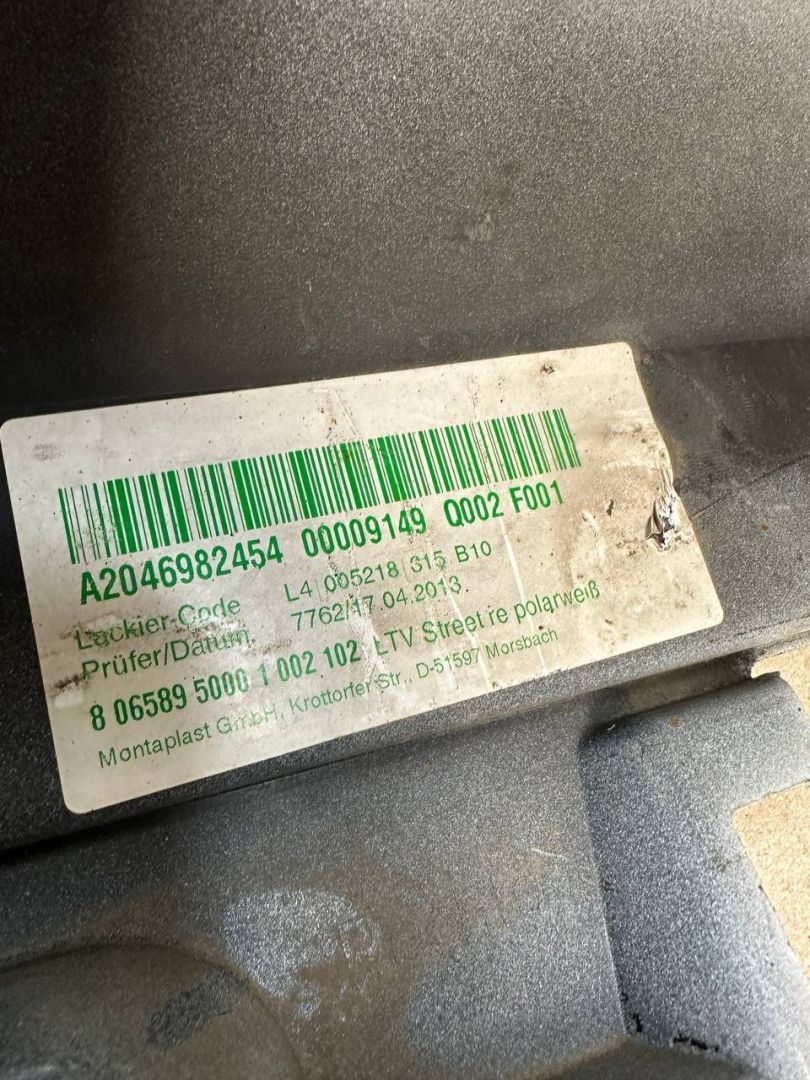 A2046982454 00009149 Q002 F001
Lackier-Code L4 005218 315 B10
Prüfer/Datum 7762/17.04.2013
8 06589 5000 1 002 102 LTV Street re polarweiß
Montaplast GmbH, Krottorfer Str., D-51597 Morsbach